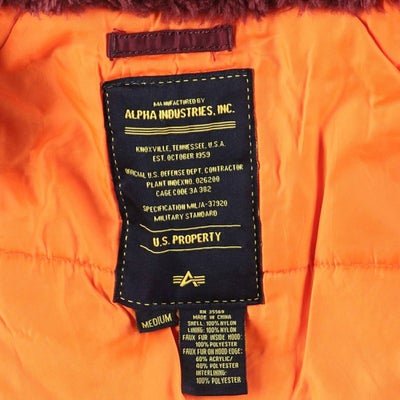 MANUFACTURED BY
ALPHA INDUSTRIES, INC.
KNOXVILLE, TENNESSEE, U.S.A.
EST. OCTOBER 1959
OFFICIAL U.S. DEFENSE DEPT. CONTRACTOR
PLANT INDEXNO. 026200
CAGE CODE 3A 382
SPECIFICATION MIL/A-37920
MILITARY STANDARD
U.S. PROPERTY
MEDIUM
RN 35569
MADE IN CHINA
SHELL: 100% NYLON
LINING: 100% NYLON
FAUX FUR INSIDE HOOD:
100% POLYESTER
FAUX FUR ON HOOD EDGE:
60% ACRYLIC/
40% POLYESTER
INTERLINING:
100% POLYESTER